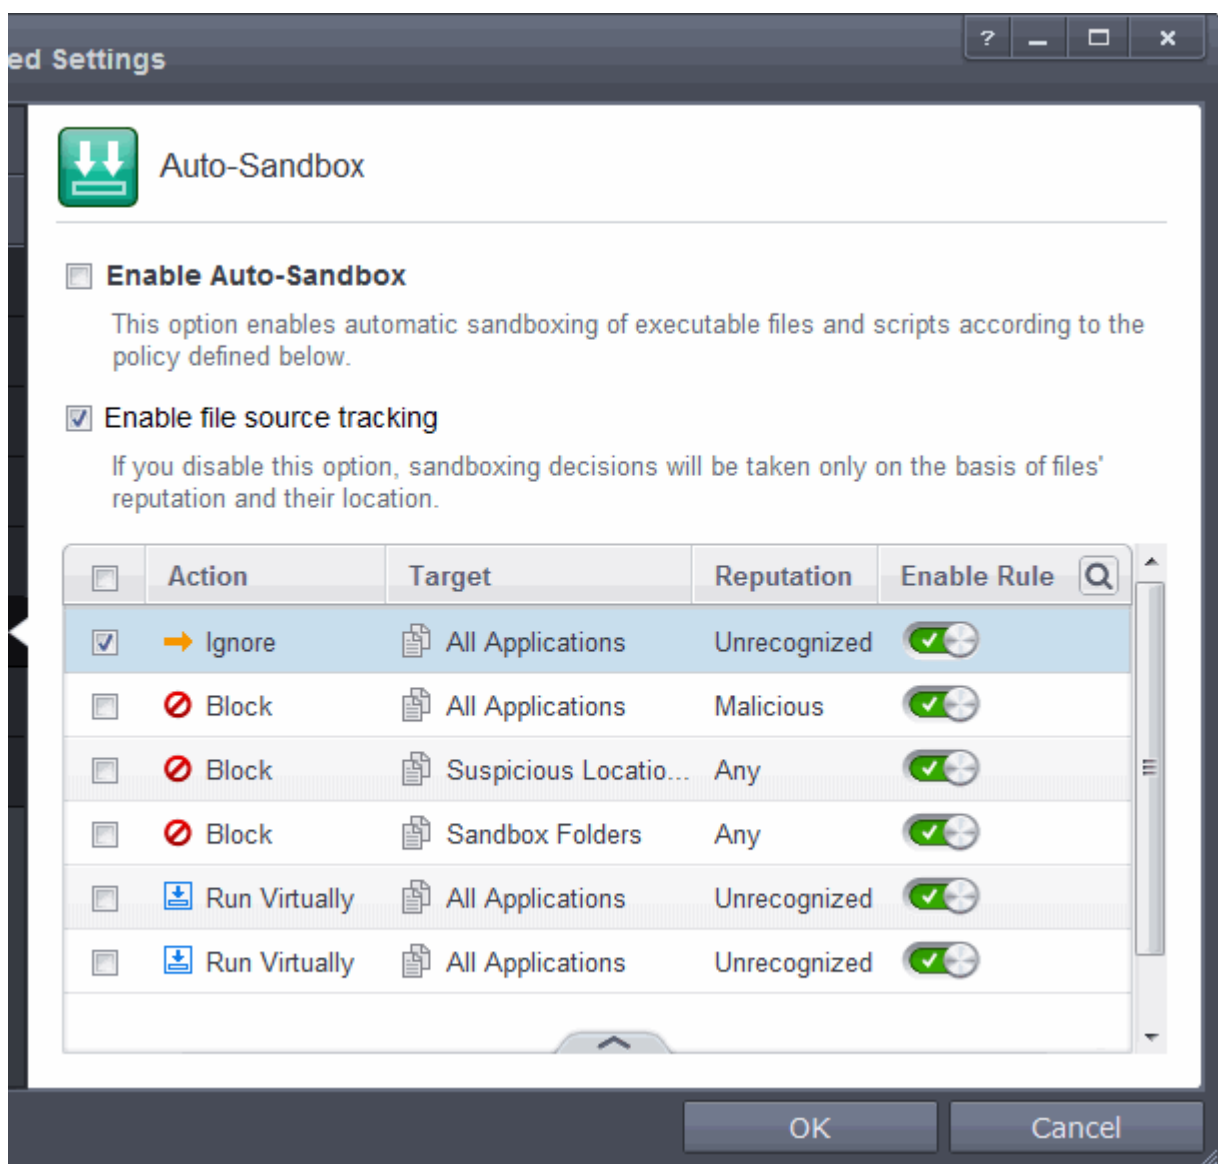 ed Settings
?
Auto-Sandbox
Enable Auto-Sandbox
This option enables automatic sandboxing of executable files and scripts according to the
policy defined below.
Enable file source tracking
If you disable this option, sandboxing decisions will be taken only on the basis of files'
reputation and their location.
Action Target Reputation Enable Rule
Ignore All Applications Unrecognized
Block All Applications Malicious
Block Suspicious Locatio... Any
Block Sandbox Folders Any
Run Virtually All Applications Unrecognized
Run Virtually All Applications Unrecognized
OK Cancel